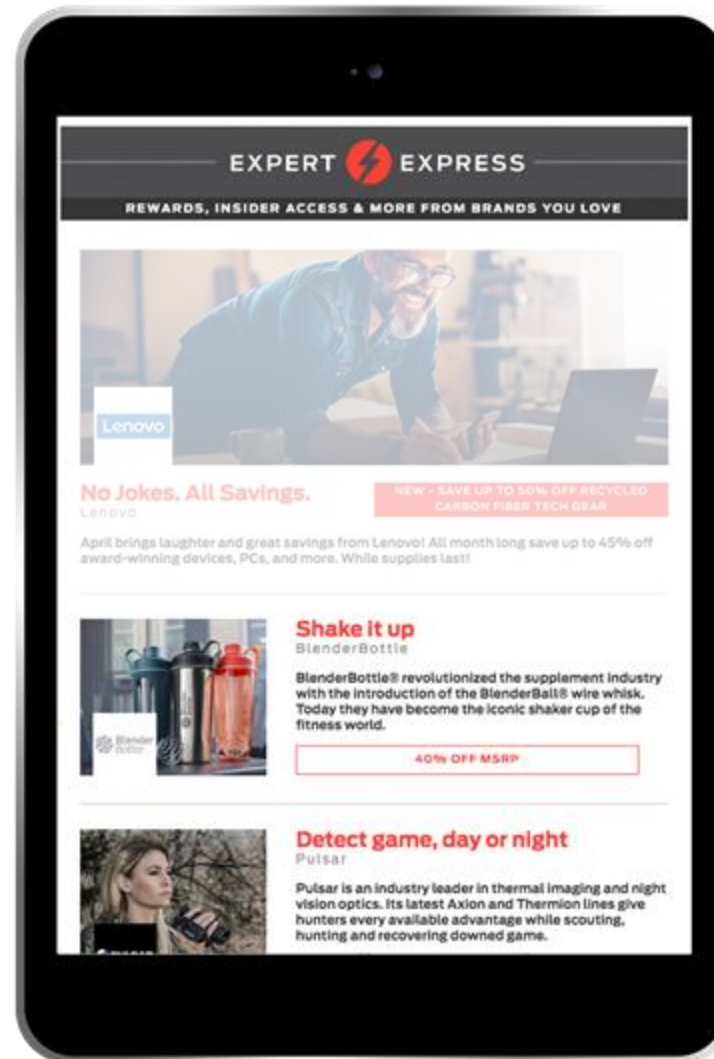 EXPERT EXPRESS
REWARDS, INSIDER ACCESS & MORE FROM BRANDS YOU LOVE
Lenovo
No Jokes. All Savings.
Lenovo
NEW - SAVE UP TO 50% OFF RECYCLED
CARBON FIBER TECH GEAR
April brings laughter and great savings from Lenovo! All month long save up to 45% off
award-winning devices, PCs, and more. While supplies last!
Shake it up
BlenderBottle
BlenderBottle® revolutionized the supplement industry
with the introduction of the BlenderBall® wire whisk.
Today they have become the iconic shaker cup of the
fitness world.
Blender
Bottle
40% OFF MSRP
Detect game, day or night
Pulsar
Pulsar is an industry leader in thermal imaging and night
vision optics. Its latest Axion and Thermion lines give
hunters every available advantage while scouting,
hunting and recovering downed game.